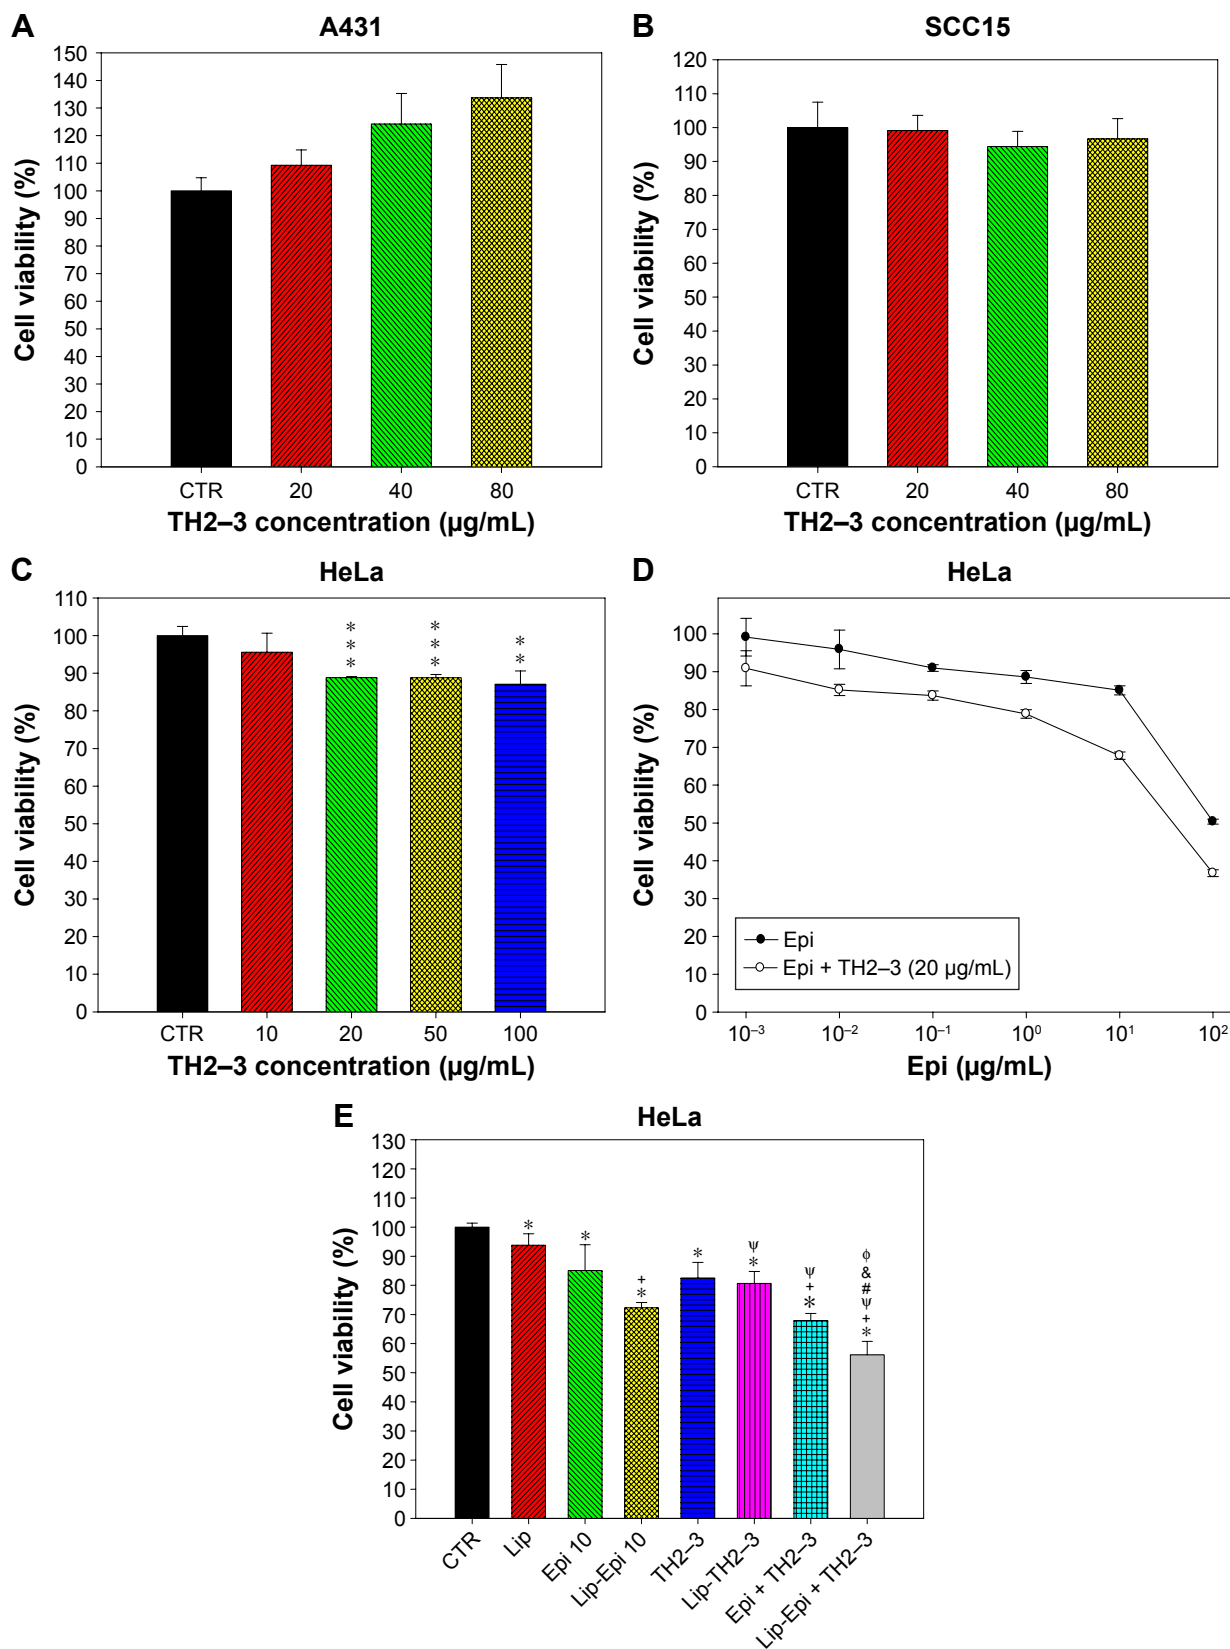 A
A431
150
140
130
120
110
100
90
80
70
60
50
40
30
20
10
0
Cell viability (%)
CTR 20 40 80
TH2–3 concentration (µg/mL)
B
SCC15
120
110
100
90
80
70
60
50
40
30
20
10
0
Cell viability (%)
CTR 20 40 80
TH2–3 concentration (µg/mL)
C
HeLa
110
100
90
80
70
60
50
40
30
20
10
0
Cell viability (%)
*** *** **
CTR 10 20 50 100
TH2–3 concentration (µg/mL)
D
HeLa
100
90
80
70
60
50
40
30
20
10
0
Cell viability (%)
Epi
Epi + TH2–3 (20 µg/mL)
10⁻³ 10⁻² 10⁻¹ 10⁰ 10¹ 10²
Epi (µg/mL)
E
HeLa
130
120
110
100
90
80
70
60
50
40
30
20
10
0
Cell viability (%)
*
*
+
*
*
ψ
*
ψ
+
*
ϕ
&
#
ψ
+
*
CTR
Lip
Epi 10
Lip-Epi 10
TH2–3
Lip-TH2–3
Epi + TH2–3
Lip-Epi + TH2–3